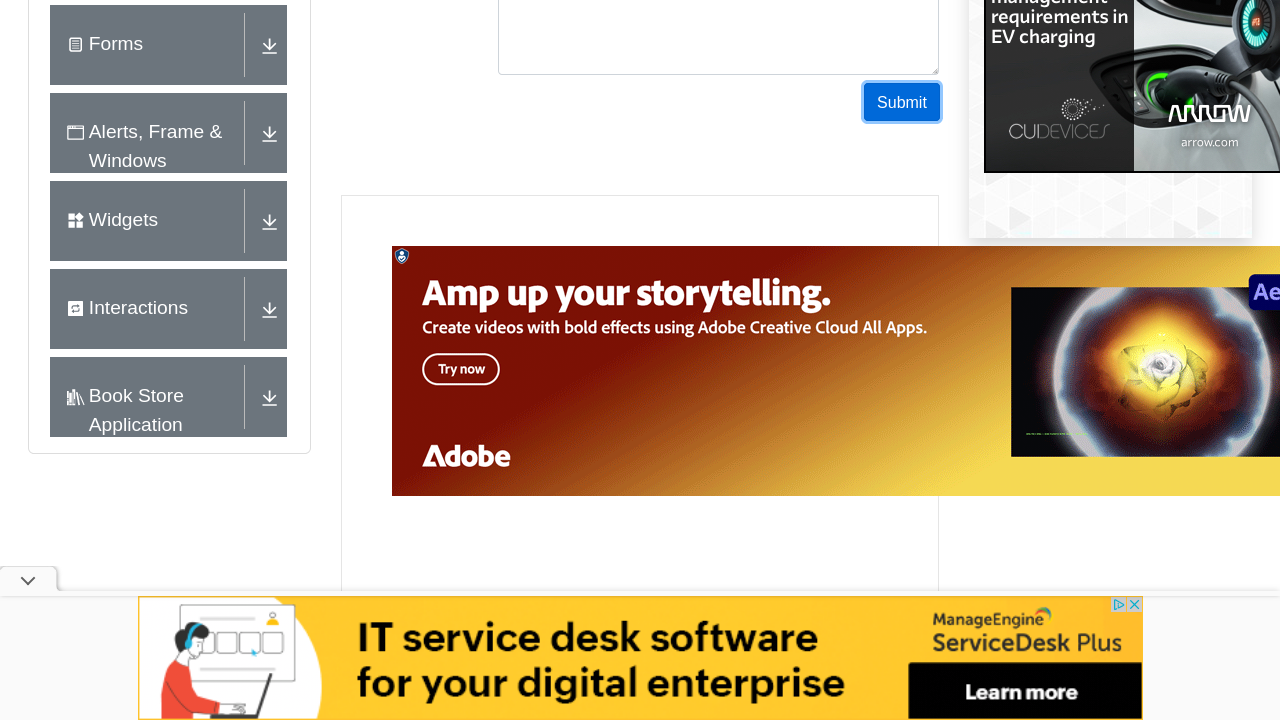 Forms
Alerts, Frame &
Windows
Widgets
Interactions
Book Store
Application
Submit
management
requirements in
EV charging
CUIDEVICES
ARROW
arrow.com
Amp up your storytelling.
Create videos with bold effects using Adobe Creative Cloud All Apps.
Try now
Adobe
Ae
IT service desk software
for your digital enterprise
ManageEngine
ServiceDesk Plus
Learn more